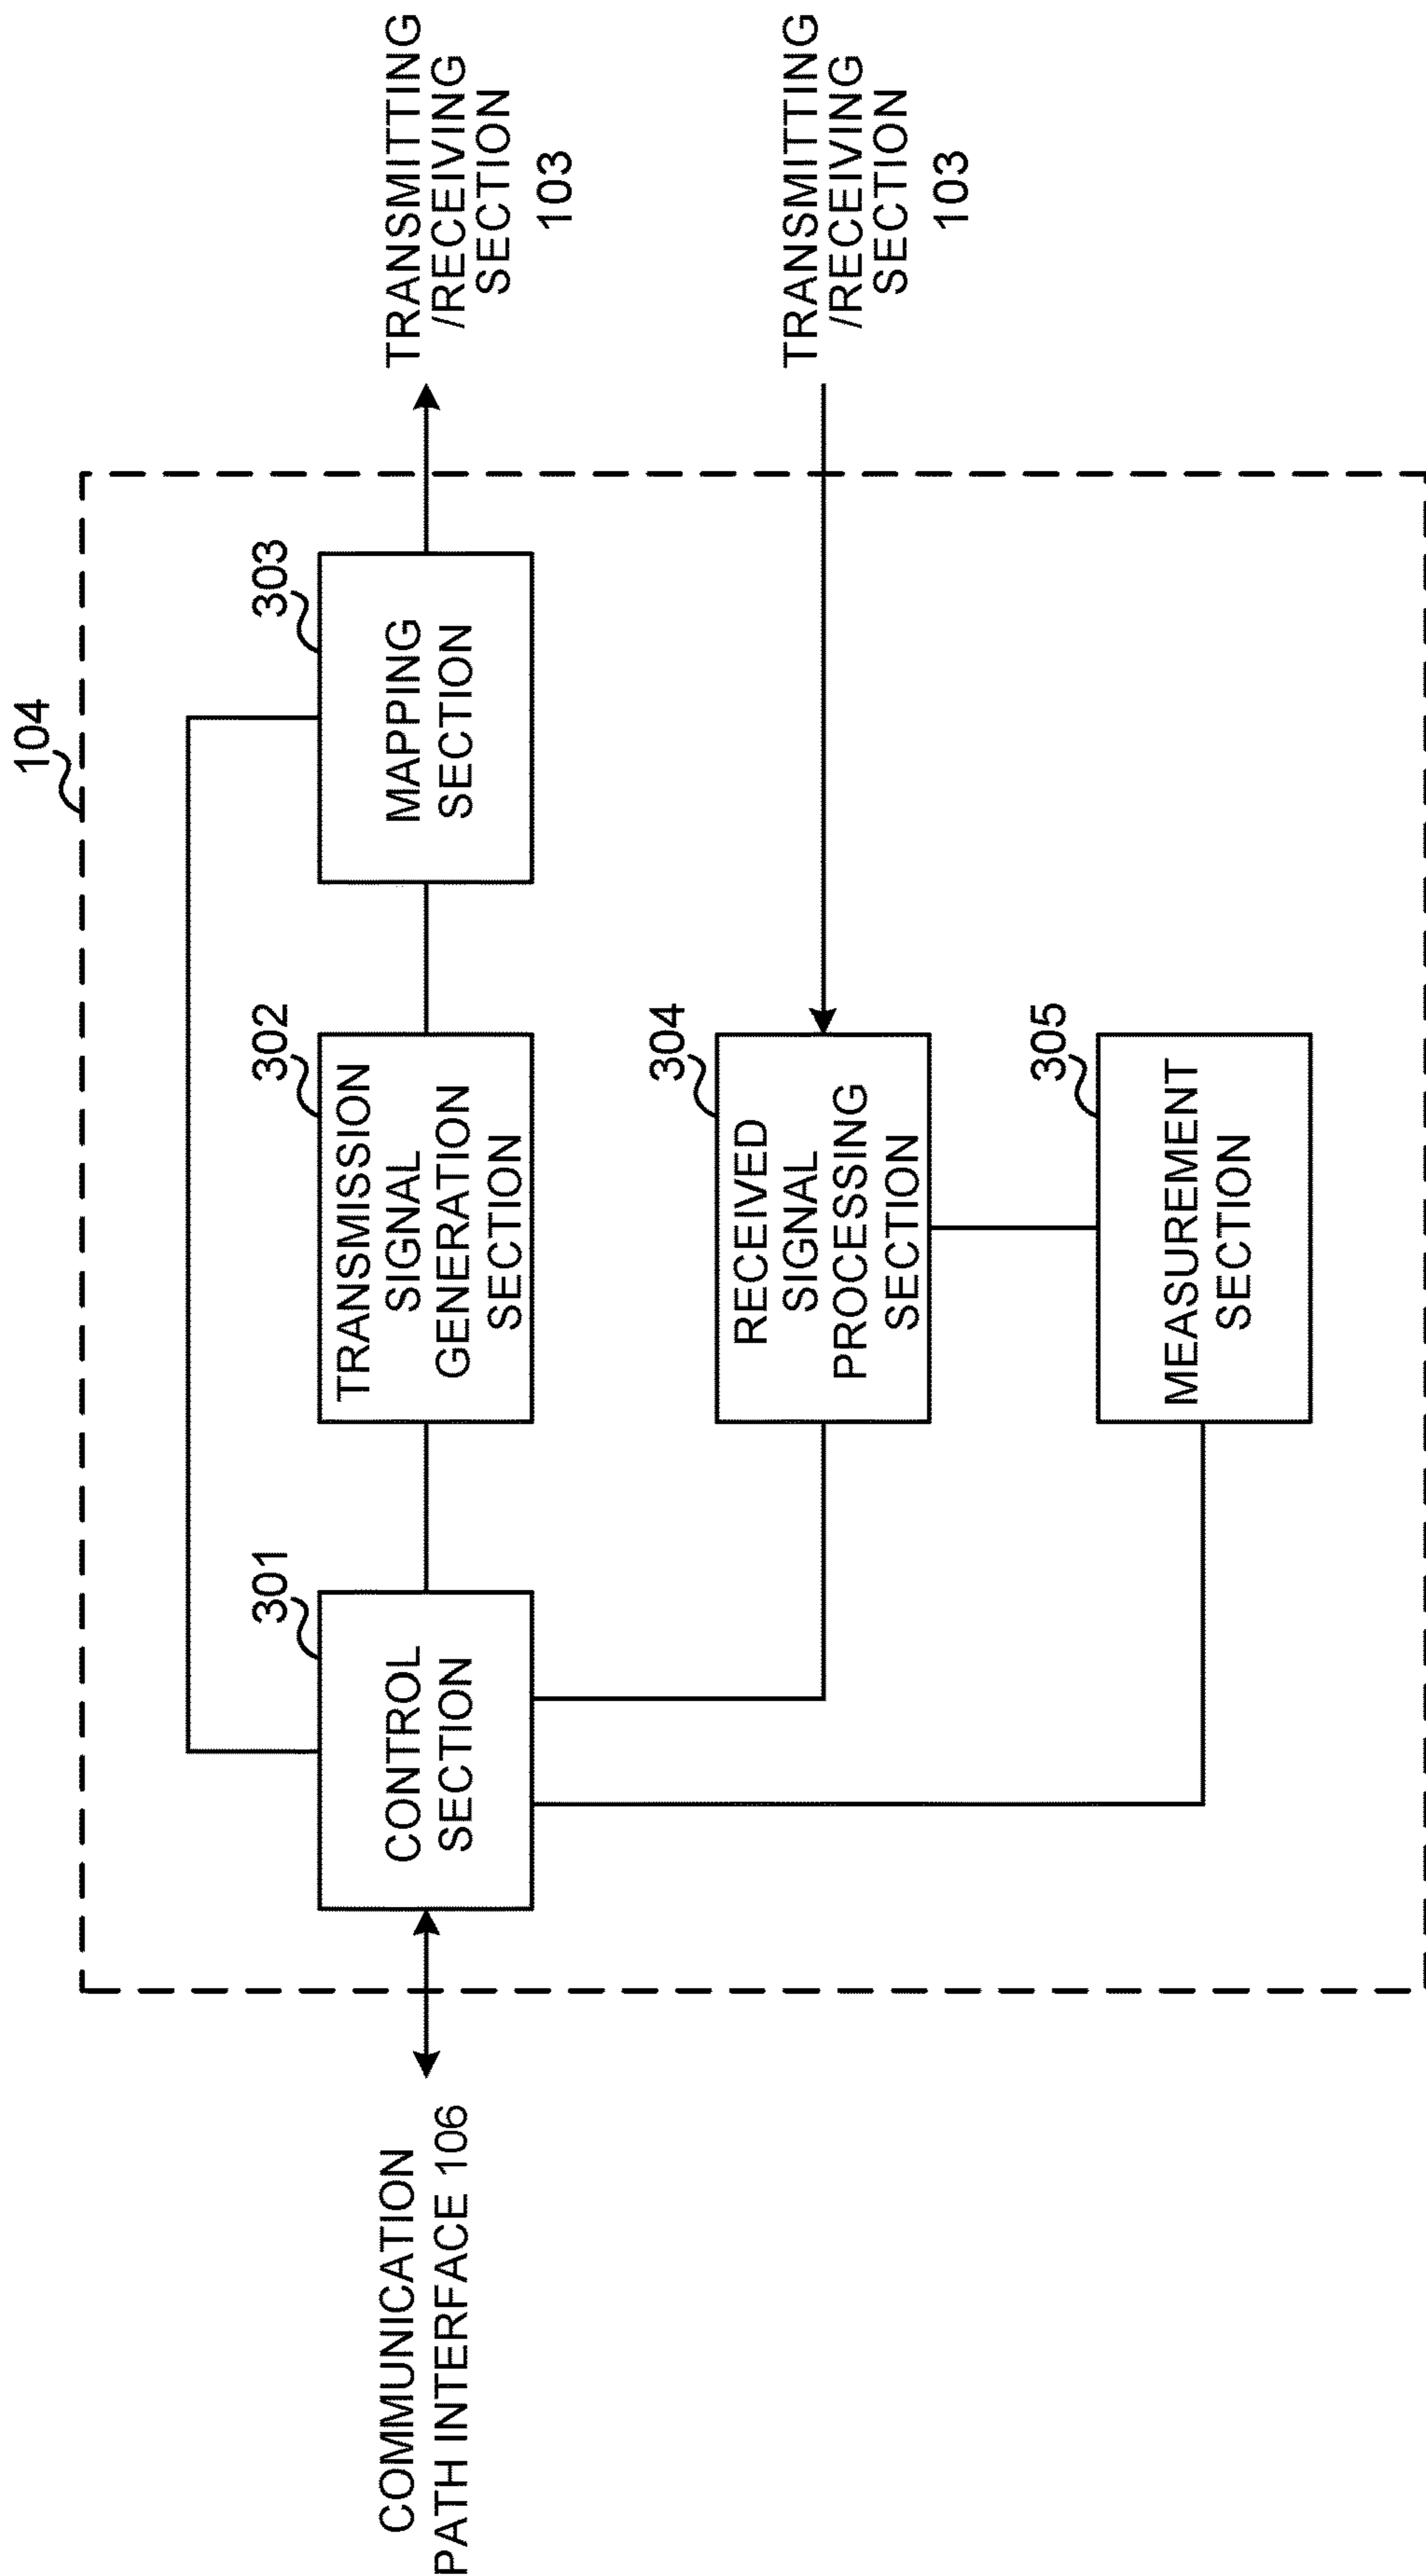 104
COMMUNICATION
PATH INTERFACE 106
301
CONTROL
SECTION
302
TRANSMISSION
SIGNAL
GENERATION
SECTION
303
MAPPING
SECTION
TRANSMITTING
/RECEIVING
SECTION
103
304
RECEIVED
SIGNAL
PROCESSING
SECTION
TRANSMITTING
/RECEIVING
SECTION
103
305
MEASUREMENT
SECTION